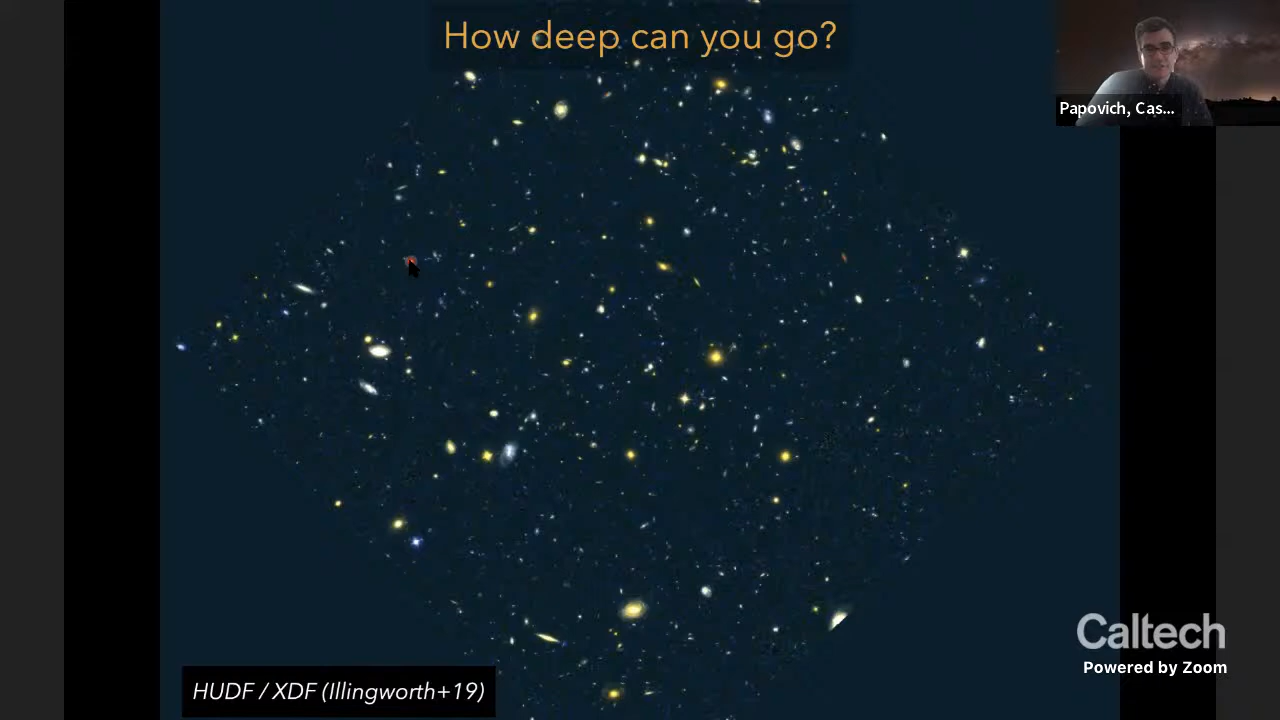 How deep can you go?
Papovich, Cas...
Caltech
Powered by Zoom
HUDF / XDF (Illingworth+19)